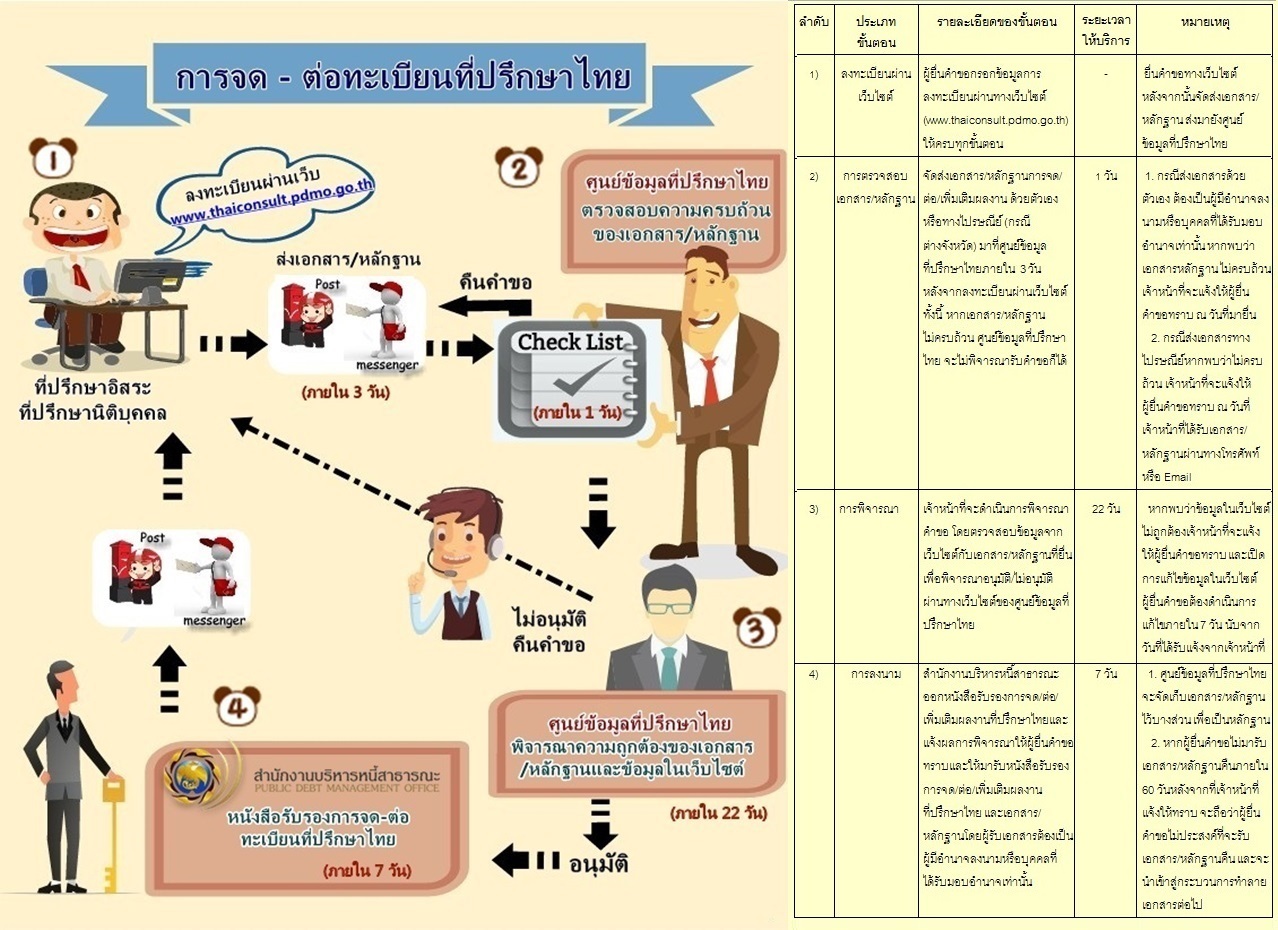 การจด - ต่อทะเบียนที่ปรึกษาไทย
1
ลงทะเบียนผ่านเว็บ
www.thaiconsult.pdmo.go.th
ที่ปรึกษาอิสระ
ที่ปรึกษานิติบุคคล
ส่งเอกสาร/หลักฐาน
Post
messenger
(ภายใน 3 วัน)
2
ศูนย์ข้อมูลที่ปรึกษาไทย
ตรวจสอบความครบถ้วน
ของเอกสาร/หลักฐาน
คืนคำขอ
Check List
(ภายใน 1 วัน)
ไม่อนุมัติ
คืนคำขอ
3
ศูนย์ข้อมูลที่ปรึกษาไทย
พิจารณาความถูกต้องของเอกสาร
/หลักฐานและข้อมูลในเว็บไซต์
(ภายใน 22 วัน)
อนุมัติ
4
สำนักงานบริหารหนี้สาธารณะ
PUBLIC DEBT MANAGEMENT OFFICE
หนังสือรับรองการจด-ต่อ
ทะเบียนที่ปรึกษาไทย
(ภายใน 7 วัน)
Post
messenger
ลำดับ
ประเภท
ขั้นตอน
รายละเอียดของขั้นตอน
ระยะเวลา
ให้บริการ
หมายเหตุ
1)
ลงทะเบียนผ่าน
เว็บไซต์
ผู้ยื่นคำขอกรอกข้อมูลการ
ลงทะเบียนผ่านทางเว็บไซต์
(www.thaiconsult.pdmo.go.th)
ให้ครบทุกขั้นตอน
-
ยื่นคำขอทางเว็บไซต์
หลังจากนั้นจัดส่งเอกสาร/
หลักฐาน ส่งมายังศูนย์
ข้อมูลที่ปรึกษาไทย
2)
การตรวจสอบ
เอกสาร/หลักฐาน
จัดส่งเอกสาร/หลักฐานการจด/
ต่อ/เพิ่มเติมผลงาน ด้วยตัวเอง
หรือทางไปรษณีย์ (กรณี
ต่างจังหวัด) มาที่ศูนย์ข้อมูล
ที่ปรึกษาไทยภายใน 3 วัน
หลังจากลงทะเบียนผ่านเว็บไซต์
ทั้งนี้ หากเอกสาร/หลักฐาน
ไม่ครบถ้วน ศูนย์ข้อมูลที่ปรึกษา
ไทย จะไม่พิจารณารับคำขอก็ได้
1 วัน
1. กรณีส่งเอกสารด้วย
ตัวเอง ต้องเป็นผู้มีอำนาจลง
นามหรือบุคคลที่ได้รับมอบ
อำนาจเท่านั้น หากพบว่า
เอกสารหลักฐาน ไม่ครบถ้วน
เจ้าหน้าที่จะแจ้งให้ผู้ยื่น
คำขอทราบ ณ วันที่มายื่น
2. กรณีส่งเอกสารทาง
ไปรษณีย์หากพบว่าไม่ครบ
ถ้วน เจ้าหน้าที่จะแจ้งให้
ผู้ยื่นคำขอทราบ ณ วันที่
เจ้าหน้าที่ได้รับเอกสาร/
หลักฐานผ่านทางโทรศัพท์
หรือ Email
3)
การพิจารณา
เจ้าหน้าที่จะดำเนินการพิจารณา
คำขอ โดยตรวจสอบข้อมูลจาก
เว็บไซต์กับเอกสาร/หลักฐานที่ยื่น
เพื่อพิจารณาอนุมัติ/ไม่อนุมัติ
ผ่านทางเว็บไซต์ของศูนย์ข้อมูลที่
ปรึกษาไทย
22 วัน
หากพบว่าข้อมูลในเว็บไซต์
ไม่ถูกต้องเจ้าหน้าที่จะแจ้ง
ให้ผู้ยื่นคำขอทราบ และเปิด
การแก้ไขข้อมูลในเว็บไซต์
ผู้ยื่นคำขอต้องดำเนินการ
แก้ไขภายใน 7 วัน นับจาก
วันที่ได้รับแจ้งจากเจ้าหน้าที่
4)
การลงนาม
สำนักงานบริหารหนี้สาธารณะ
ออกหนังสือรับรองการจด/ต่อ/
เพิ่มเติมผลงานที่ปรึกษาไทยและ
แจ้งผลการพิจารณาให้ผู้ยื่นคำขอ
ทราบและให้มารับหนังสือรับรอง
การจด/ต่อ/เพิ่มเติมผลงาน
ที่ปรึกษาไทย และเอกสาร/
หลักฐานโดยผู้รับเอกสารต้องเป็น
ผู้มีอำนาจลงนามหรือบุคคลที่
ได้รับมอบอำนาจเท่านั้น
7 วัน
1. ศูนย์ข้อมูลที่ปรึกษาไทย
จะจัดเก็บเอกสาร/หลักฐาน
ไว้บางส่วน เพื่อเป็นหลักฐาน
2. หากผู้ยื่นคำขอไม่มารับ
เอกสาร/หลักฐานคืนภายใน
60 วันหลังจากที่เจ้าหน้าที่
แจ้งให้ทราบ จะถือว่าผู้ยื่น
คำขอไม่ประสงค์ที่จะรับ
เอกสาร/หลักฐานคืน และจะ
นำเข้าสู่กระบวนการทำลาย
เอกสารต่อไป